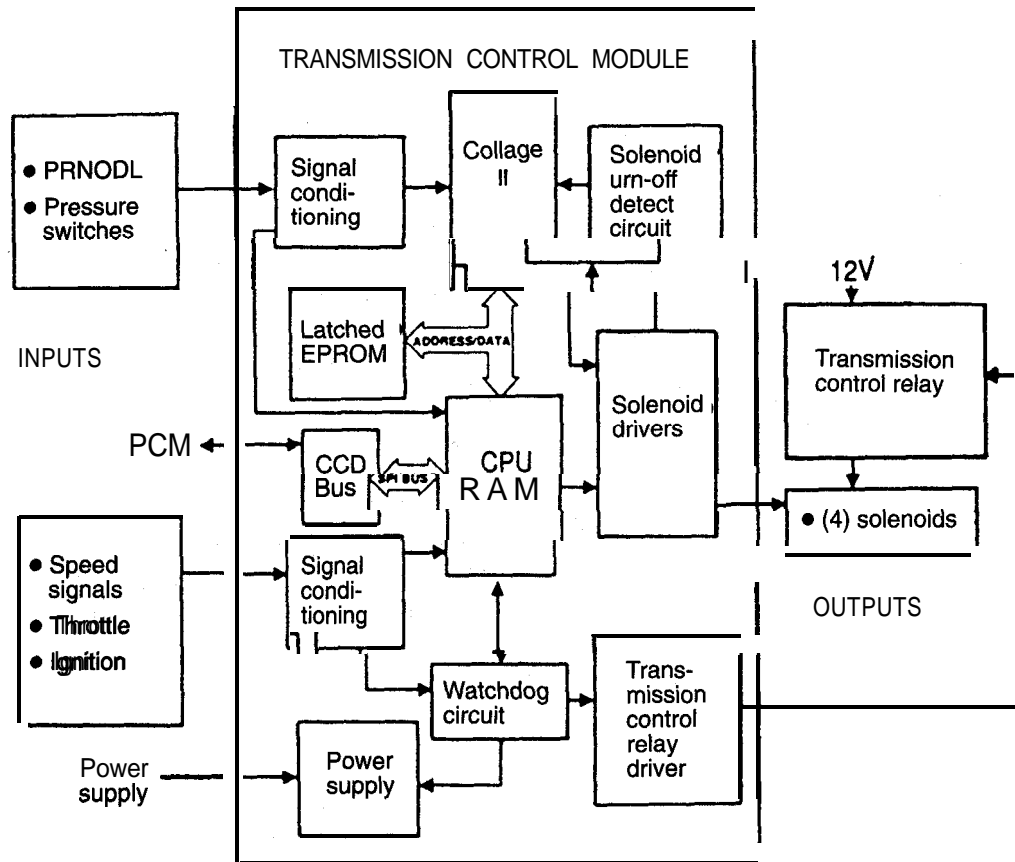 TRANSMISSION CONTROL MODULE
● PRNODL
● Pressure
switches
Signal
condi-
tioning
Collage
II
Solenoid
urn-off
detect
circuit
12V
Latched
EPROM
ADDRESS/DATA
INPUTS
Solenoid
drivers
Transmission
control relay
PCM
CCD
Bus
SPI BUS
CPU
RAM
● (4) solenoids
● Speed
signals
● Throttle
● Ignition
Signal
condi-
tioning
OUTPUTS
Watchdog
circuit
Trans-
mission
control
relay
driver
Power
supply
Power
supply